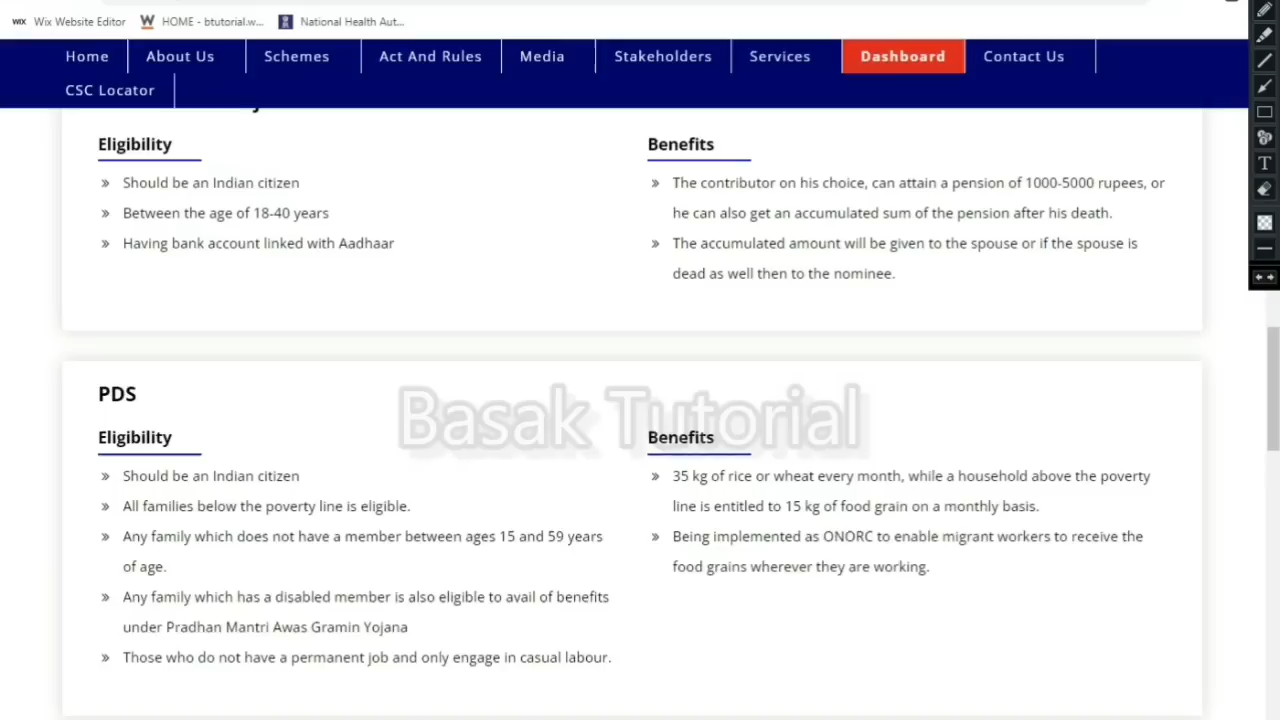 Wix Website Editor
HOME - btutorial.w...
National Health Aut...
Home
About Us
Schemes
Act And Rules
Media
Stakeholders
Services
Dashboard
Contact Us
CSC Locator
Eligibility
» Should be an Indian citizen
» Between the age of 18-40 years
» Having bank account linked with Aadhaar
Benefits
» The contributor on his choice, can attain a pension of 1000-5000 rupees, or
he can also get an accumulated sum of the pension after his death.
» The accumulated amount will be given to the spouse or if the spouse is
dead as well then to the nominee.
PDS
Basak Tutorial
Eligibility
» Should be an Indian citizen
» All families below the poverty line is eligible.
» Any family which does not have a member between ages 15 and 59 years
of age.
» Any family which has a disabled member is also eligible to avail of benefits
under Pradhan Mantri Awas Gramin Yojana
» Those who do not have a permanent job and only engage in casual labour.
Benefits
» 35 kg of rice or wheat every month, while a household above the poverty
line is entitled to 15 kg of food grain on a monthly basis.
» Being implemented as ONORC to enable migrant workers to receive the
food grains wherever they are working.